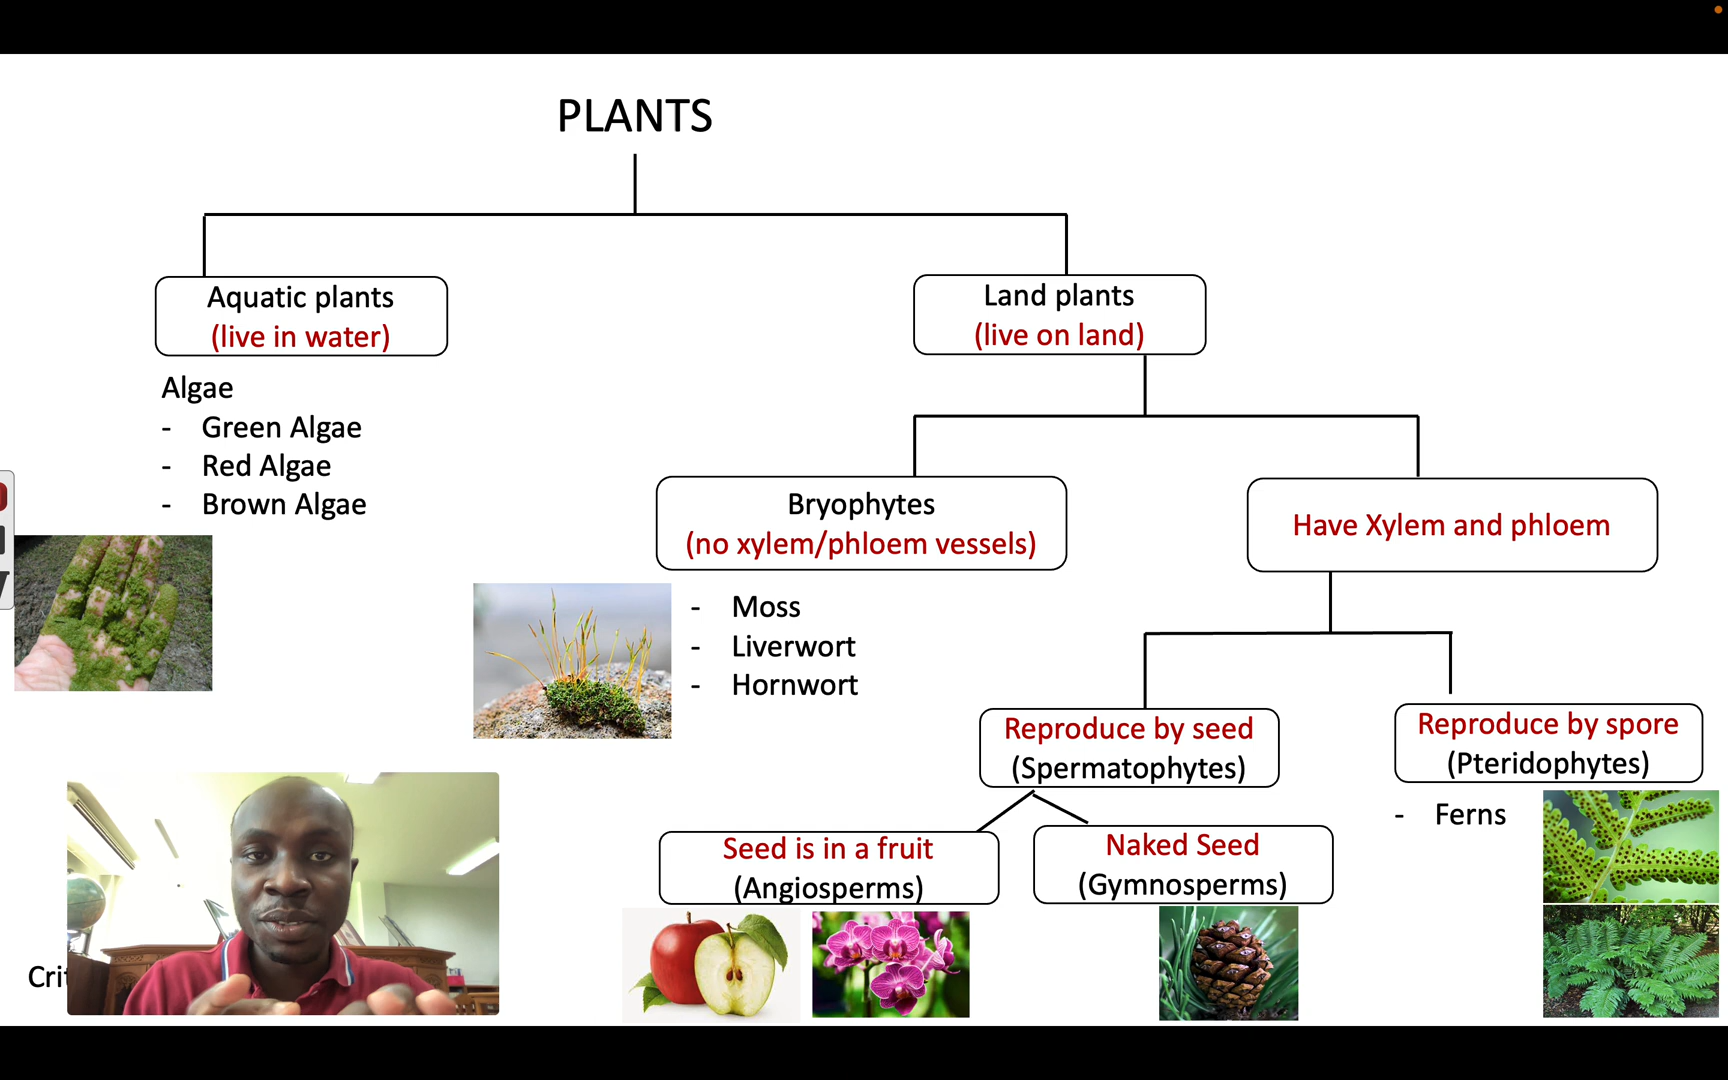 PLANTS
Aquatic plants
(live in water)
Land plants
(live on land)
Algae
- Green Algae
- Red Algae
- Brown Algae
Bryophytes
(no xylem/phloem vessels)
Have Xylem and phloem
- Moss
- Liverwort
- Hornwort
Reproduce by seed
(Spermatophytes)
Reproduce by spore
(Pteridophytes)
- Ferns
Seed is in a fruit
(Angiosperms)
Naked Seed
(Gymnosperms)